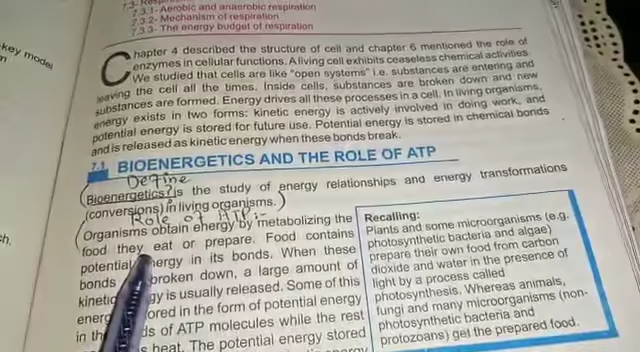 7.3- Resp
7.3.1- Aerobic and anaerobic respiration
7.3.2- Mechanism of respiration
7.3.3- The energy budget of respiration
key model
Chapter 4 described the structure of cell and chapter 6 mentioned the role of
enzymes in cellular functions. A living cell exhibits ceaseless chemical activities.
We studied that cells are like "open systems" i.e. substances are entering and
leaving the cell all the times. Inside cells, substances are broken down and new
substances are formed. Energy drives all these processes in a cell. In living organisms,
energy exists in two forms: kinetic energy is actively involved in doing work, and
potential energy is stored for future use. Potential energy is stored in chemical bonds
and is released as kinetic energy when these bonds break.
7.1 BIOENERGETICS AND THE ROLE OF ATP
Define
Bioenergetics? is the study of energy relationships and energy transformations
(conversions) in living organisms.
Role of ATP:-
Organisms obtain energy by metabolizing the
food they eat or prepare. Food contains
potential energy in its bonds. When these
bonds broken down, a large amount of
kinetic gy is usually released. Some of this
energ ored in the form of potential energy
in th ds of ATP molecules while the rest
s heat. The potential energy stored
Recalling:
Plants and some microorganisms (e.g.
photosynthetic bacteria and algae)
prepare their own food from carbon
dioxide and water in the presence of
light by a process called
photosynthesis. Whereas animals,
fungi and many microorganisms (non-
photosynthetic bacteria and
protozoans) get the prepared food.